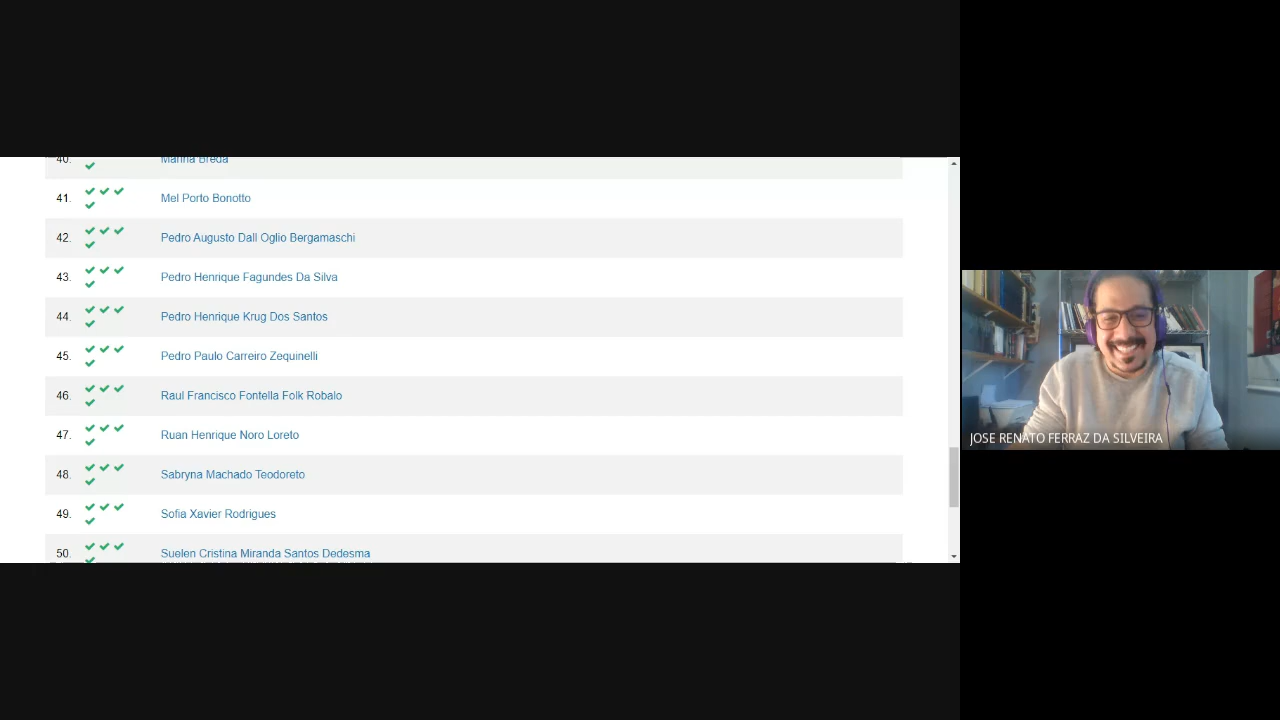 40. Marina Breda
41. Mel Porto Bonotto
42. Pedro Augusto Dall Oglio Bergamaschi
43. Pedro Henrique Fagundes Da Silva
44. Pedro Henrique Krug Dos Santos
45. Pedro Paulo Carreiro Zequinelli
46. Raul Francisco Fontella Folk Robalo
47. Ruan Henrique Noro Loreto
48. Sabryna Machado Teodoreto
49. Sofia Xavier Rodrigues
50. Suelen Cristina Miranda Santos Dedesma
JOSE RENATO FERRAZ DA SILVEIRA